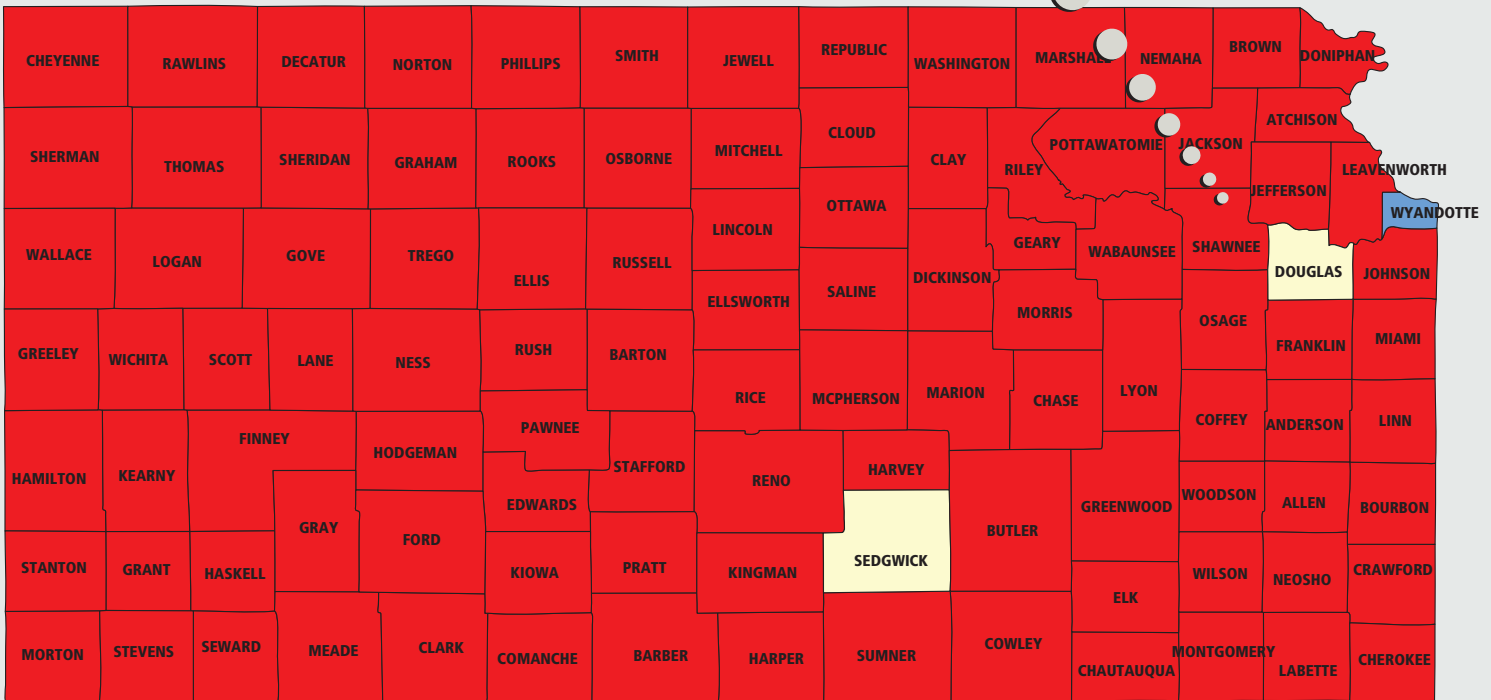 CHEYENNE
RAWLINS
DECATUR
NORTON
PHILLIPS
SMITH
JEWELL
REPUBLIC
WASHINGTON
MARSHALL
NEMAHA
BROWN
DONIPHAN
SHERMAN
THOMAS
SHERIDAN
GRAHAM
ROOKS
OSBORNE
MITCHELL
CLOUD
CLAY
RILEY
POTTAWATOMIE
JACKSON
ATCHISON
JEFFERSON
LEAVENWORTH
WYANDOTTE
WALLACE
LOGAN
GOVE
TREGO
ELLIS
RUSSELL
LINCOLN
OTTAWA
ELLSWORTH
SALINE
DICKINSON
GEARY
WABAUNSEE
SHAWNEE
DOUGLAS
JOHNSON
GREELEY
WICHITA
SCOTT
LANE
NESS
RUSH
BARTON
RICE
MCPHERSON
MARION
MORRIS
CHASE
LYON
OSAGE
FRANKLIN
MIAMI
HAMILTON
KEARNY
FINNEY
HODGEMAN
PAWNEE
STAFFORD
EDWARDS
RENO
HARVEY
COFFEY
ANDERSON
LINN
GRAY
FORD
SEDGWICK
BUTLER
GREENWOOD
WOODSON
ALLEN
BOURBON
STANTON
GRANT
HASKELL
KIOWA
PRATT
KINGMAN
ELK
WILSON
NEOSHO
CRAWFORD
MORTON
STEVENS
SEWARD
MEADE
CLARK
COMANCHE
BARBER
HARPER
SUMNER
COWLEY
CHAUTAUQUA
MONTGOMERY
LABETTE
CHEROKEE